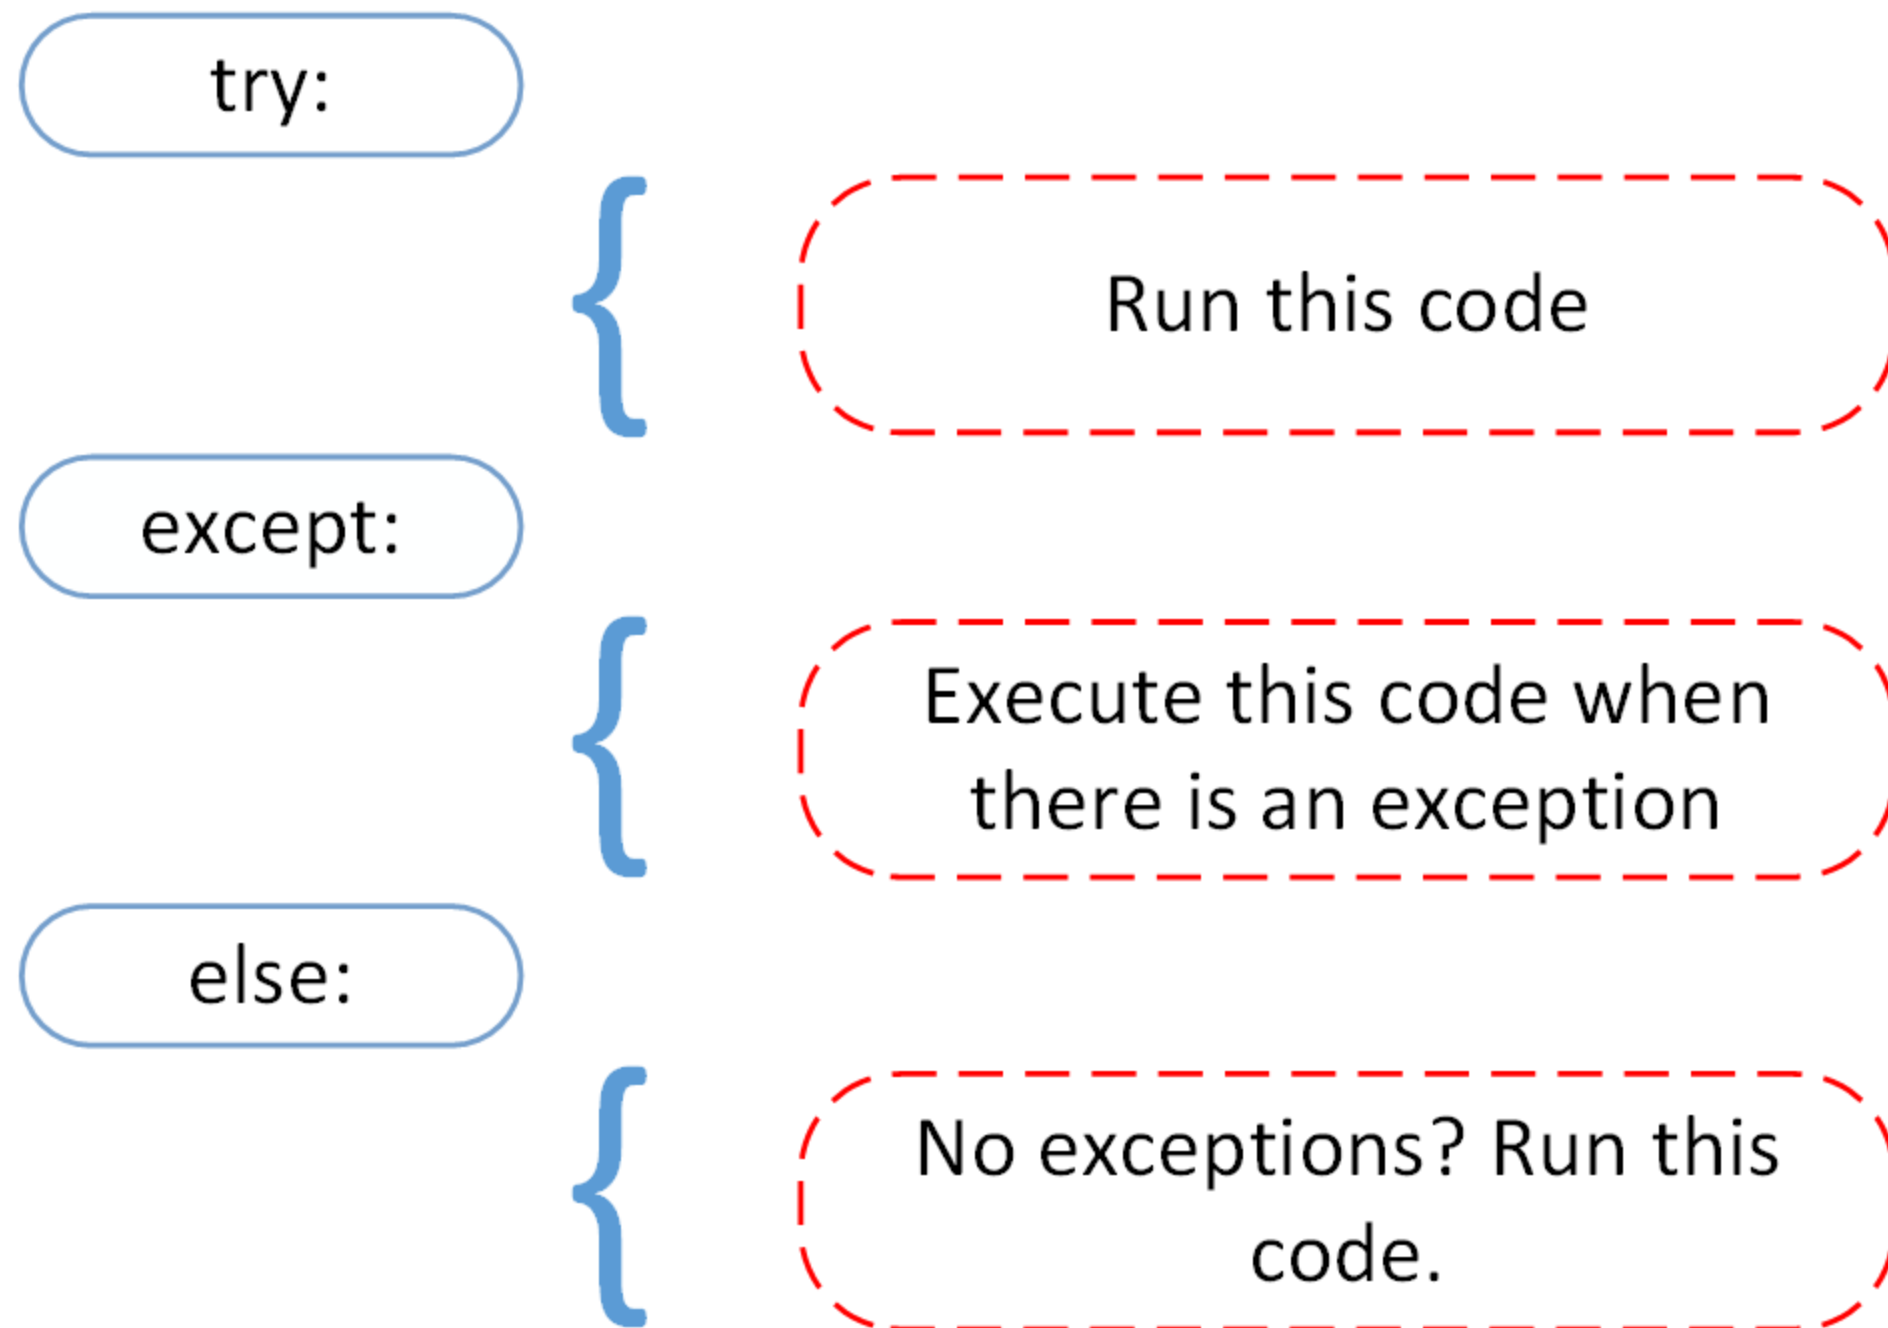 try:
Run this code
except:
Execute this code when
there is an exception
else:
No exceptions? Run this
code.